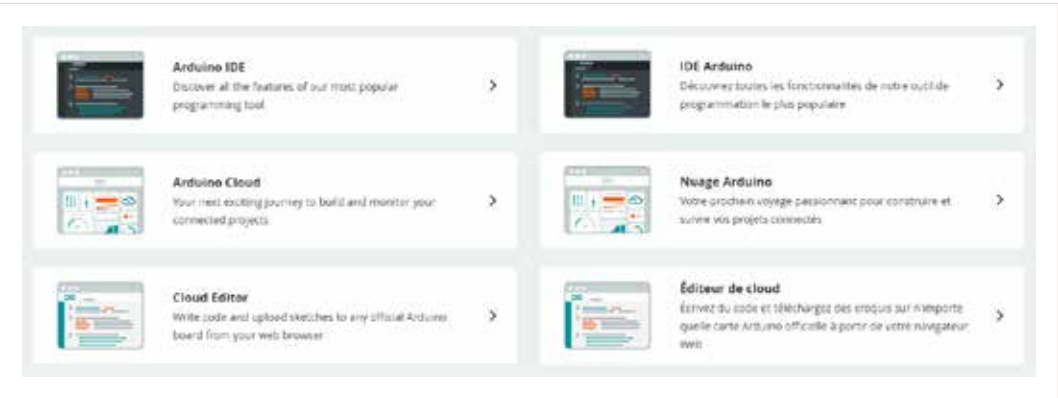 Arduino IDE
Discover all the features of our most popular
programming tool
IDE Arduino
Découvrez toutes les fonctionnalités de notre outil de
programmation le plus populaire
Arduino Cloud
Your next exciting journey to build and monitor your
connected projects
Nuage Arduino
Votre prochain voyage passionnant pour construire et
suivre vos projets connectés
Cloud Editor
Write code and upload sketches to any official Arduino
board from your web browser
Éditeur de cloud
Écrivez du code et téléchargez des croquis sur n'importe
quelle carte Arduino officielle à partir de votre navigateur
Web